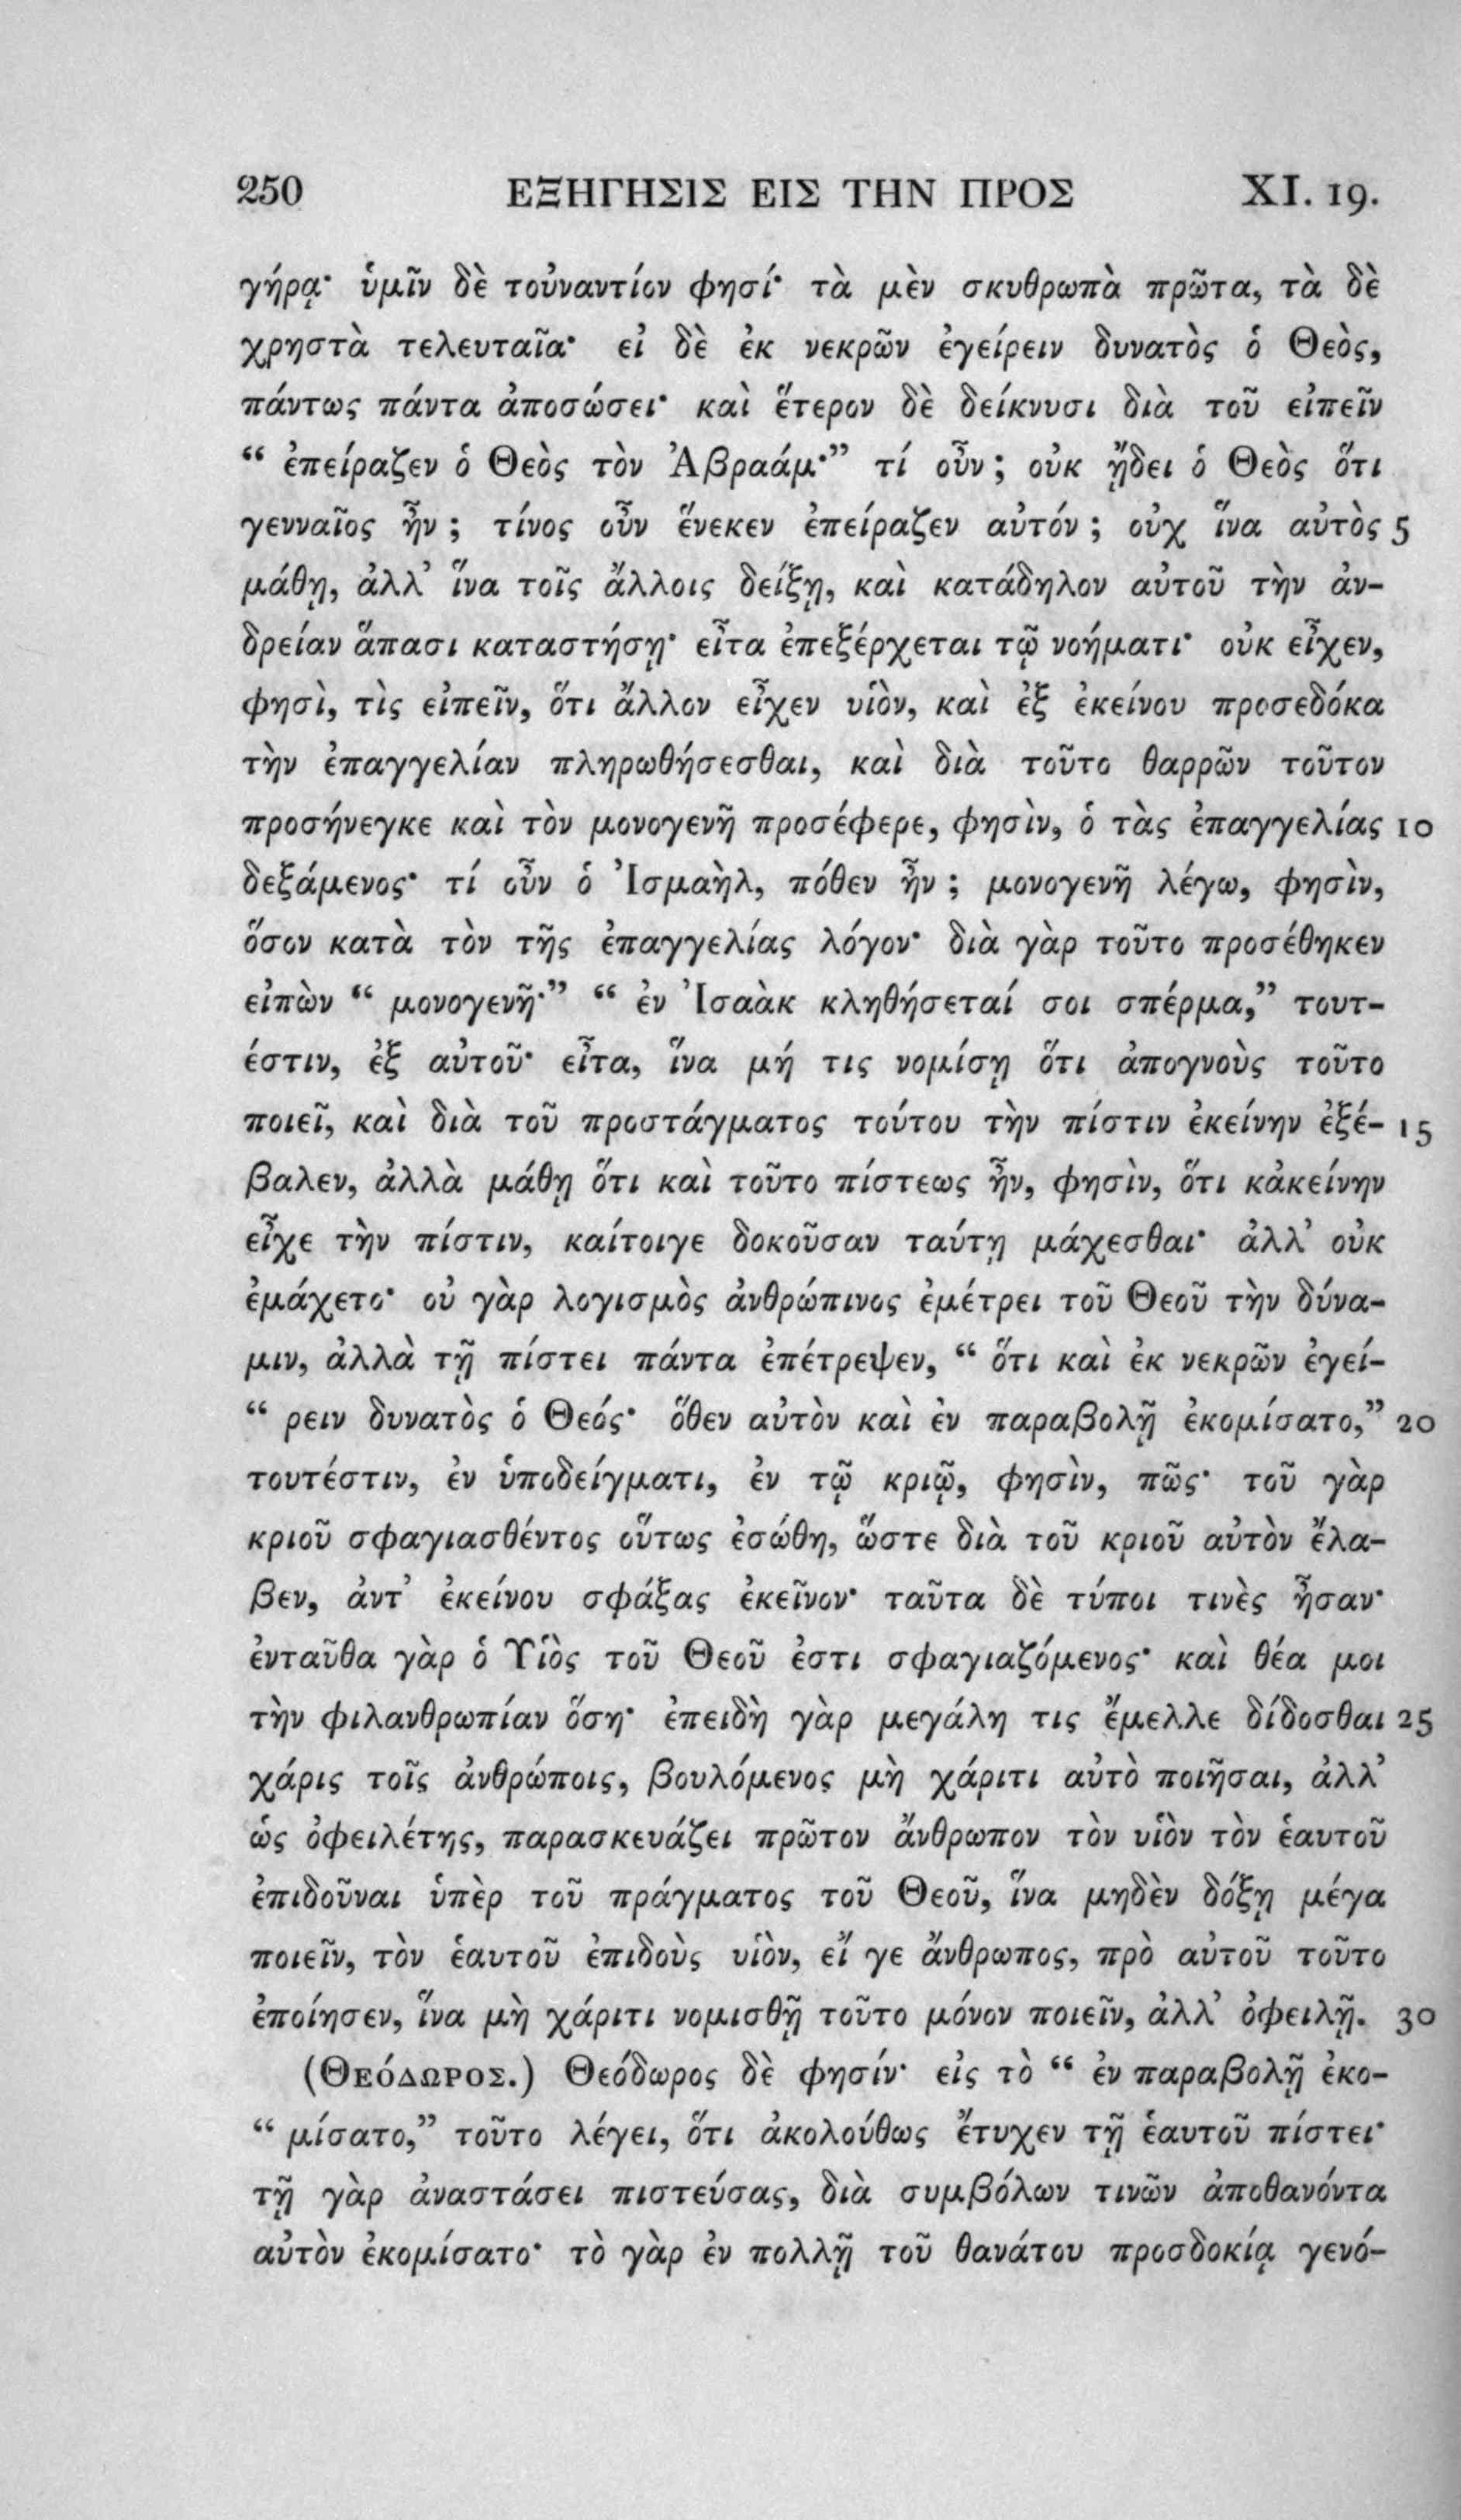 250 ΕΞΗΓΗΣΙΣ ΕΙΣ ΤΗΝ ΠΡΟΣ XI. 19.
γήρᾳ· ὑμῖν δὲ τοὐναντίον φησί· τὰ μὲν σκυθρωπὰ πρῶτα, τὰ δὲ
χρηστὰ τελευταῖα· εἰ δὲ ἐκ νεκρῶν ἐγείρειν δυνατὸς ὁ Θεὸς,
πάντως πάντα ἀποσώσει· καὶ ἕτερον δὲ δείκνυσι διὰ τοῦ εἰπεῖν
“ ἐπείραζεν ὁ Θεὸς τὸν Ἀβραάμ·” τί οὖν ; οὐκ ᾔδει ὁ Θεὸς ὅτι
γενναῖος ἦν ; τίνος οὖν ἕνεκεν ἐπείραζεν αὐτόν ; οὐχ ἵνα αὐτὸς 5
μάθῃ, ἀλλ’ ἵνα τοῖς ἄλλοις δείξῃ, καὶ κατάδηλον αὐτοῦ τὴν ἀν-
δρείαν ἅπασι καταστήσῃ· εἶτα ἐπεξέρχεται τῷ νοήματι· οὐκ εἶχεν,
φησὶ, τὶς εἰπεῖν, ὅτι ἄλλον εἶχεν υἱὸν, καὶ ἐξ ἐκείνου προσεδόκα
τὴν ἐπαγγελίαν πληρωθήσεσθαι, καὶ διὰ τοῦτο θαρρῶν τοῦτον
προσήνεγκε καὶ τὸν μονογενῆ προσέφερε, φησὶν, ὁ τὰς ἐπαγγελίας 10
δεξάμενος· τί οὖν ὁ Ἰσμαὴλ, πόθεν ἦν ; μονογενῆ λέγω, φησὶν,
ὅσον κατὰ τὸν τῆς ἐπαγγελίας λόγον· διὰ γὰρ τοῦτο προσέθηκεν
εἰπὼν “ μονογενῆ·” “ ἐν Ἰσαὰκ κληθήσεταί σοι σπέρμα,” τουτ-
έστιν, ἐξ αὐτοῦ· εἶτα, ἵνα μή τις νομίσῃ ὅτι ἀπογνοὺς τοῦτο
ποιεῖ, καὶ διὰ τοῦ προστάγματος τούτου τὴν πίστιν ἐκείνην ἐξέ- 15
βαλεν, ἀλλὰ μάθῃ ὅτι καὶ τοῦτο πίστεως ἦν, φησὶν, ὅτι κἀκείνην
εἶχε τὴν πίστιν, καίτοιγε δοκοῦσαν ταύτῃ μάχεσθαι· ἀλλ’ οὐκ
ἐμάχετο· οὐ γὰρ λογισμὸς ἀνθρώπινος ἐμέτρει τοῦ Θεοῦ τὴν δύνα-
μιν, ἀλλὰ τῇ πίστει πάντα ἐπέτρεψεν, “ ὅτι καὶ ἐκ νεκρῶν ἐγεί-
“ ρειν δυνατὸς ὁ Θεός· ὅθεν αὐτὸν καὶ ἐν παραβολῇ ἐκομίσατο,” 20
τουτέστιν, ἐν ὑποδείγματι, ἐν τῷ κριῷ, φησὶν, πῶς· τοῦ γὰρ
κριοῦ σφαγιασθέντος οὕτως ἐσώθη, ὥστε διὰ τοῦ κριοῦ αὐτὸν ἔλα-
βεν, ἀντ’ ἐκείνου σφάξας ἐκεῖνον· ταῦτα δὲ τύποι τινὲς ἦσαν·
ἐνταῦθα γὰρ ὁ Υἱὸς τοῦ Θεοῦ ἐστι σφαγιαζόμενος· καὶ θέα μοι
τὴν φιλανθρωπίαν ὅση· ἐπειδὴ γὰρ μεγάλη τις ἔμελλε δίδοσθαι 25
χάρις τοῖς ἀνθρώποις, βουλόμενος μὴ χάριτι αὐτὸ ποιῆσαι, ἀλλ’
ὡς ὀφειλέτης, παρασκευάζει πρῶτον ἄνθρωπον τὸν υἱὸν τὸν ἑαυτοῦ
ἐπιδοῦναι ὑπὲρ τοῦ πράγματος τοῦ Θεοῦ, ἵνα μηδὲν δόξῃ μέγα
ποιεῖν, τὸν ἑαυτοῦ ἐπιδοὺς υἱὸν, εἴ γε ἄνθρωπος, πρὸ αὐτοῦ τοῦτο
ἐποίησεν, ἵνα μὴ χάριτι νομισθῇ τοῦτο μόνον ποιεῖν, ἀλλ’ ὀφειλῇ. 30
(ΘΕΌΔΩΡΟΣ.) Θεόδωρος δὲ φησίν· εἰς τὸ “ ἐν παραβολῇ ἐκο-
“ μίσατο,” τοῦτο λέγει, ὅτι ἀκολούθως ἔτυχεν τῇ ἑαυτοῦ πίστει·
τῇ γὰρ ἀναστάσει πιστεύσας, διὰ συμβόλων τινῶν ἀποθανόντα
αὐτὸν ἐκομίσατο· τὸ γὰρ ἐν πολλῇ τοῦ θανάτου προσδοκίᾳ γενό-